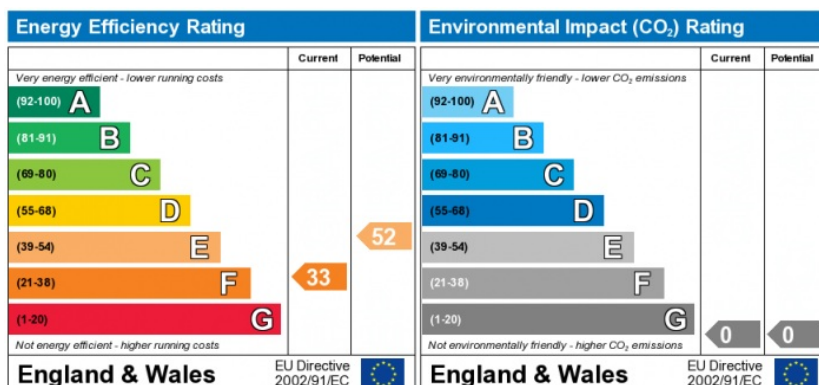 Energy Efficiency Rating
Current Potential
Very energy efficient - lower running costs
(92-100) A
(81-91) B
(69-80) C
(55-68) D
(39-54) E
(21-38) F
(1-20) G
52
33
Not energy efficient - higher running costs
England & Wales
EU Directive
2002/91/EC
Environmental Impact (CO₂) Rating
Current Potential
Very environmentally friendly - lower CO₂ emissions
(92-100) A
(81-91) B
(69-80) C
(55-68) D
(39-54) E
(21-38) F
(1-20) G
0 0
Not environmentally friendly - higher CO₂ emissions
England & Wales
EU Directive
2002/91/EC